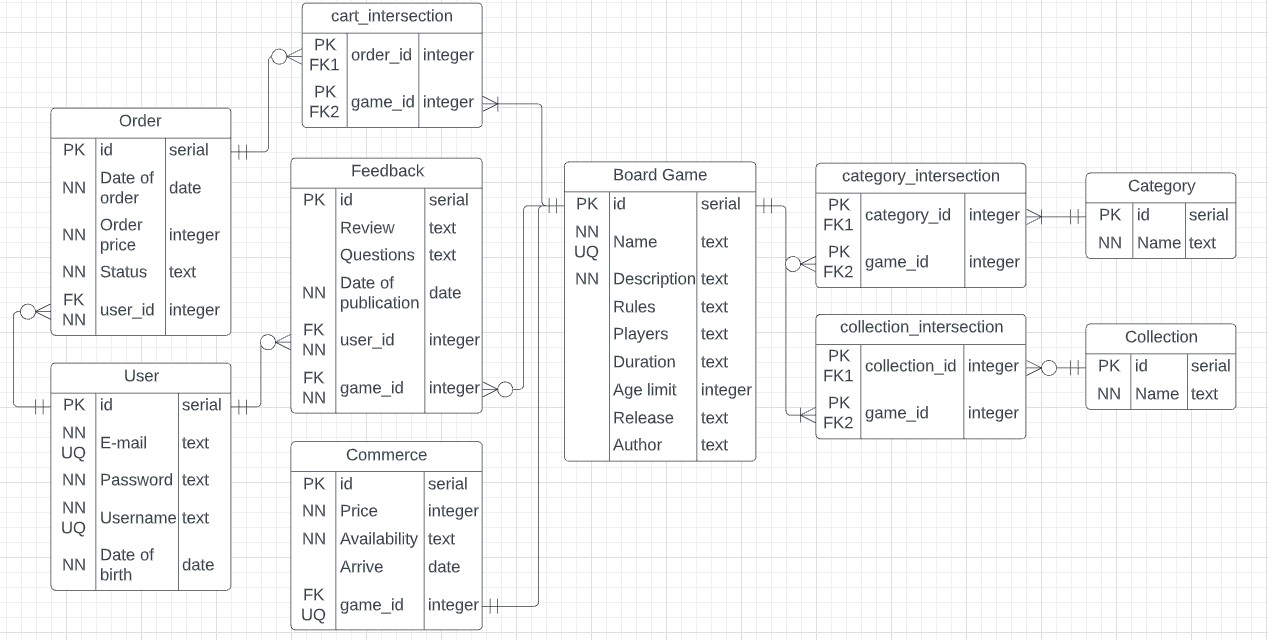 cart_intersection
PK
FK1
order_id
integer
PK
FK2
game_id
integer
Order
PK
id
serial
NN
Date of
order
date
NN
Order
price
integer
NN
Status
text
FK
NN
user_id
integer
User
PK
id
serial
NN
UQ
E-mail
text
NN
Password
text
NN
UQ
Username
text
NN
Date of
birth
date
Feedback
PK
id
serial
Review
text
Questions
text
NN
Date of
publication
date
FK
NN
user_id
integer
FK
NN
game_id
integer
Commerce
PK
id
serial
NN
Price
integer
NN
Availability
text
Arrive
date
FK
UQ
game_id
integer
Board Game
PK
id
serial
NN
UQ
Name
text
NN
Description
text
Rules
text
Players
text
Duration
text
Age limit
integer
Release
text
Author
text
category_intersection
PK
FK1
category_id
integer
PK
FK2
game_id
integer
collection_intersection
PK
FK1
collection_id
integer
PK
FK2
game_id
integer
Category
PK
id
serial
NN
Name
text
Collection
PK
id
serial
NN
Name
text